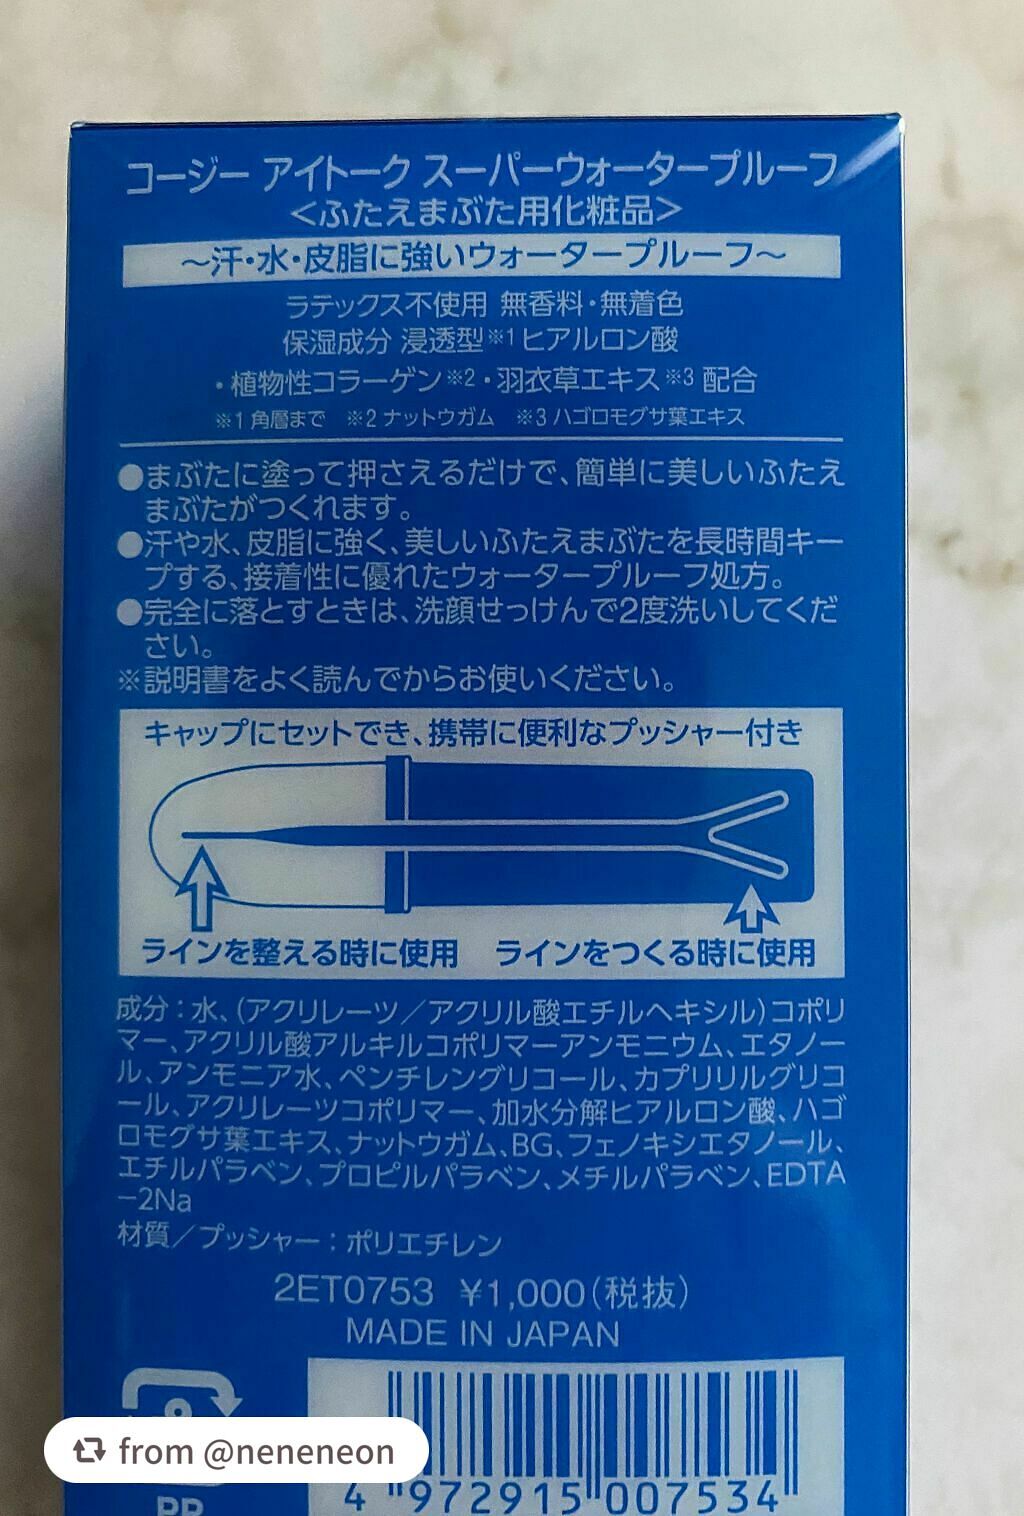 コージー アイトーク スーパーウォータープルーフ
＜ふたえまぶた用化粧品＞
～汗・水・皮脂に強いウォータープルーフ～
ラテックス不使用 無香料・無着色
保湿成分 浸透型※1ヒアルロン酸
・植物性コラーゲン※2・羽衣草エキス※3 配合
※1 角層まで ※2 ナットウガム ※3 ハゴロモグサ葉エキス
●まぶたに塗って押さえるだけで、簡単に美しいふたえ
まぶたがつくれます。
●汗や水、皮脂に強く、美しいふたえまぶたを長時間キー
プする、接着性に優れたウォータープルーフ処方。
●完全に落とすときは、洗顔せっけんで2度洗いしてくだ
さい。
※説明書をよく読んでからお使いください。
キャップにセットでき、携帯に便利なプッシャー付き
ラインを整える時に使用 ラインをつくる時に使用
成分：水、（アクリレーツ／アクリル酸エチルヘキシル）コポリ
マー、アクリル酸アルキルコポリマーアンモニウム、エタノー
ル、アンモニア水、ペンチレングリコール、カプリリルグリコ
ール、アクリレーツコポリマー、加水分解ヒアルロン酸、ハゴ
ロモグサ葉エキス、ナットウガム、BG、フェノキシエタノール、
エチルパラベン、プロピルパラベン、メチルパラベン、EDTA
－2Na
材質／プッシャー：ポリエチレン
2ET0753 ¥1,000（税抜）
MADE IN JAPAN
from @neneneon
4 972915 007534